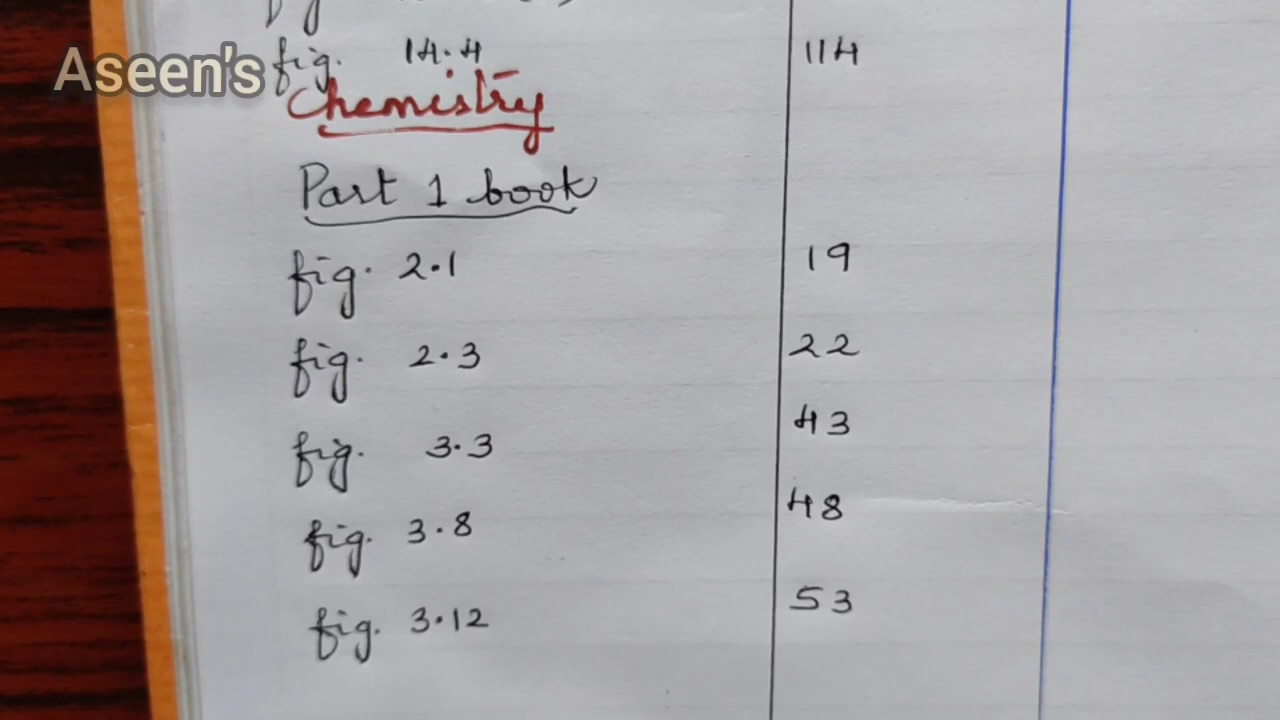 Aseen's
fig. 14.4 114
Chemistry
Part 1 book
fig. 2.1 19
fig. 2.3 22
fig. 3.3 43
fig. 3.8 48
fig. 3.12 53